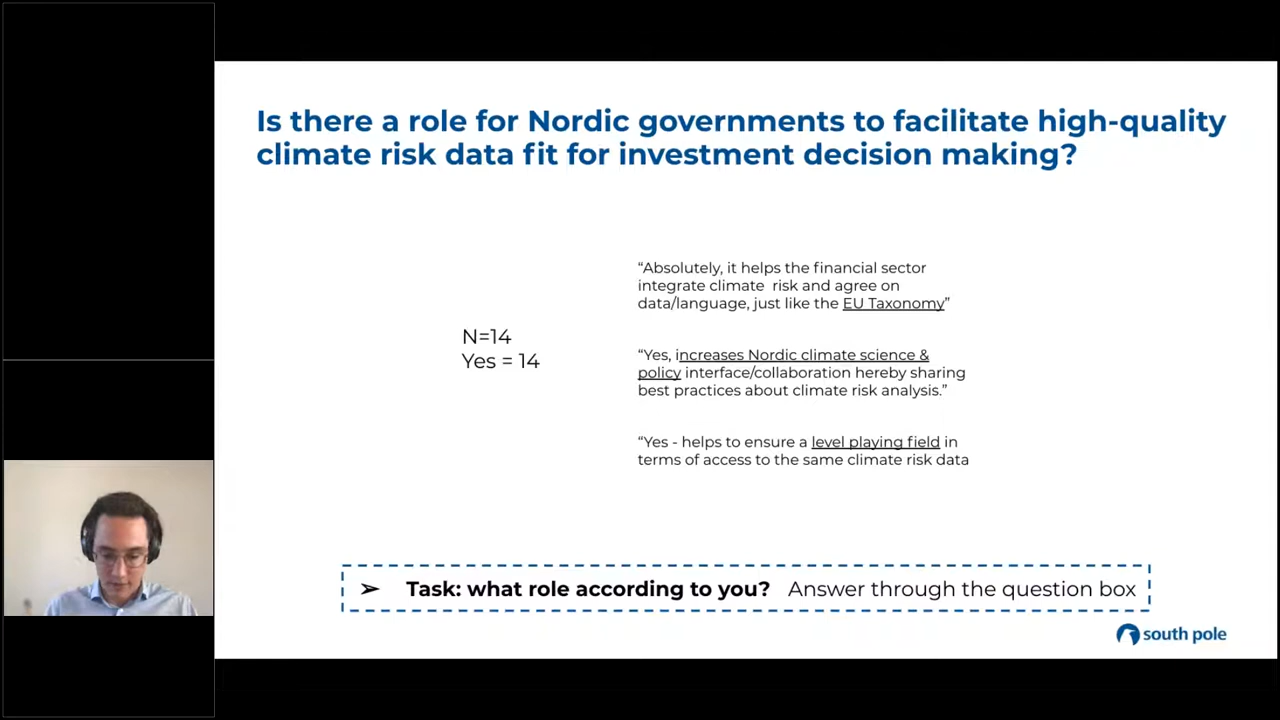 Is there a role for Nordic governments to facilitate high-quality
climate risk data fit for investment decision making?
N=14
Yes = 14
“Absolutely, it helps the financial sector
integrate climate  risk and agree on
data/language, just like the EU Taxonomy”
“Yes, increases Nordic climate science &
policy interface/collaboration hereby sharing
best practices about climate risk analysis.”
“Yes - helps to ensure a level playing field in
terms of access to the same climate risk data
➢ Task: what role according to you? Answer through the question box
south pole